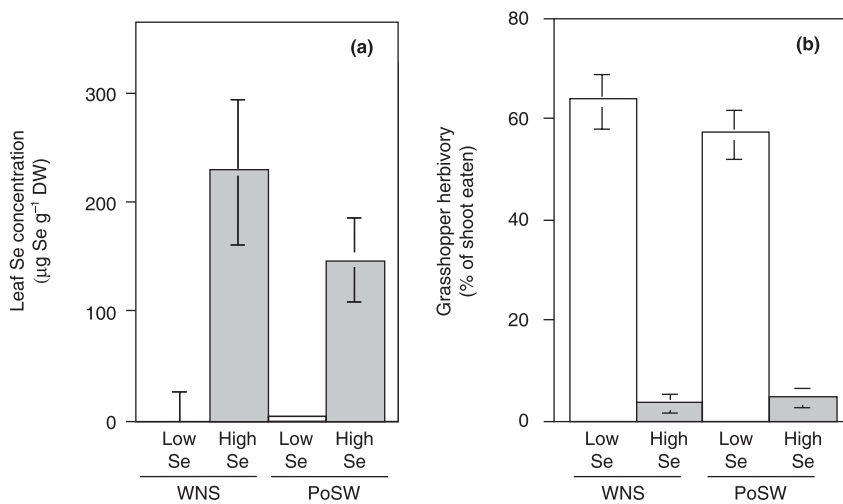 (a)
Leaf Se concentration
(µg Se g⁻¹ DW)
300
200
100
0
Low
Se
High
Se
Low
Se
High
Se
WNS
PoSW
(b)
Grasshopper herbivory
(% of shoot eaten)
80
60
40
20
0
Low
Se
High
Se
Low
Se
High
Se
WNS
PoSW